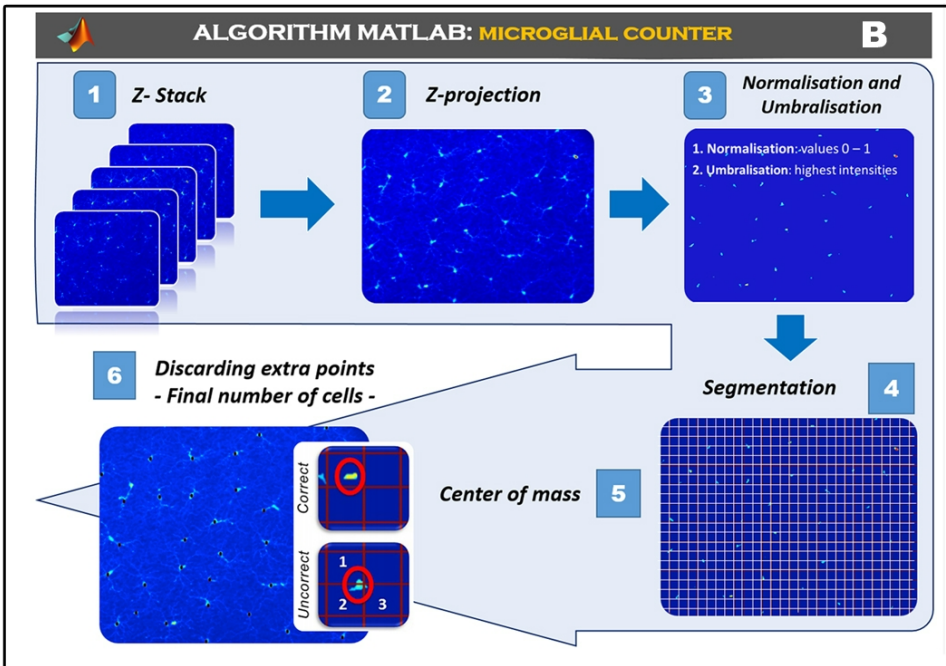 ALGORITHM MATLAB: MICROGLIAL COUNTER
B
1
Z- Stack
2
Z-projection
3
Normalisation and
Umbralisation
1. Normalisation: values 0 – 1
2. Umbralisation: highest intensities
Segmentation
4
Center of mass
5
6
Discarding extra points
- Final number of cells -
Correct
Uncorrect
1
2
3